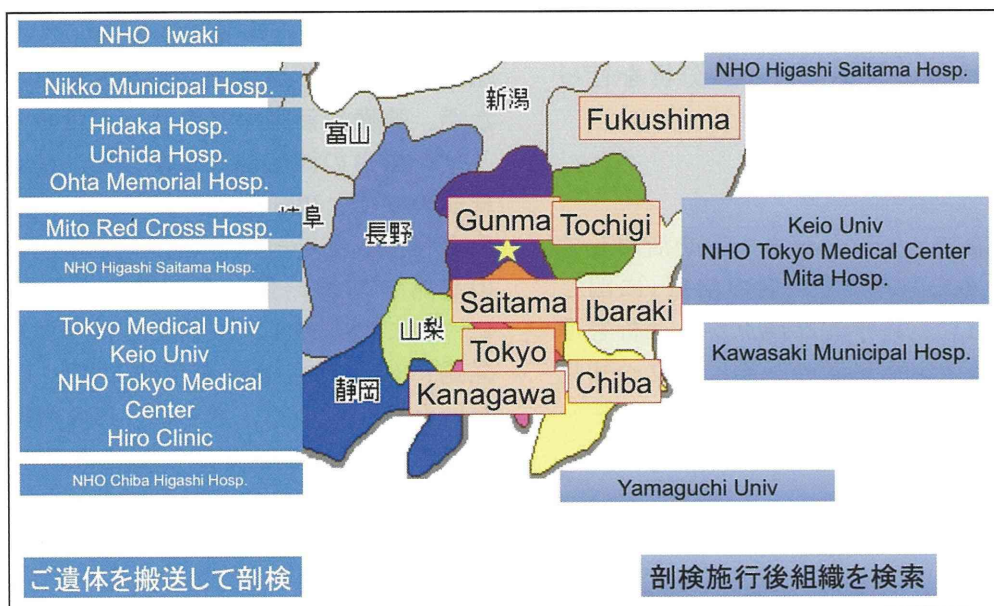 NHO Iwaki
Nikko Municipal Hosp.
Hidaka Hosp.
Uchida Hosp.
Ohta Memorial Hosp.
Mito Red Cross Hosp.
NHO Higashi Saitama Hosp.
Tokyo Medical Univ
Keio Univ
NHO Tokyo Medical
Center
Hiro Clinic
NHO Chiba Higashi Hosp.
ご遺体を搬送して剖検
新潟
富山
岐阜
長野
山梨
静岡
Fukushima
Gunma
Tochigi
Saitama
Ibaraki
Tokyo
Chiba
Kanagawa
NHO Higashi Saitama Hosp.
Keio Univ
NHO Tokyo Medical Center
Mita Hosp.
Kawasaki Municipal Hosp.
Yamaguchi Univ
剖検施行後組織を検索